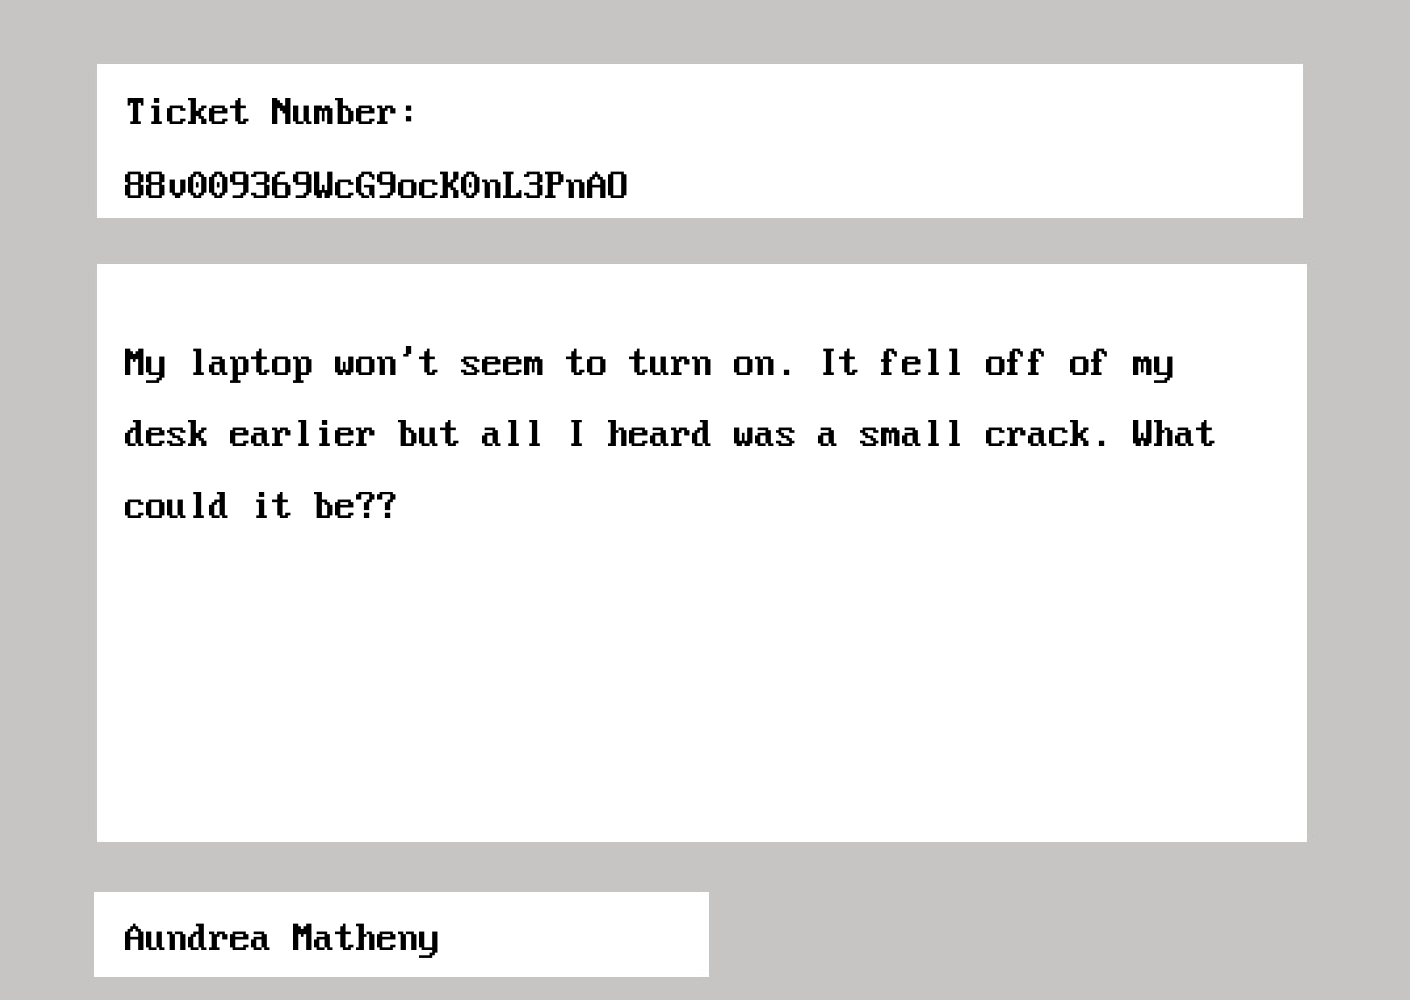 Ticket Number:
88v009369WcG9ocK0nL3PnAO
My laptop won't seem to turn on. It fell off of my
desk earlier but all I heard was a small crack. What
could it be??
Aundrea Matheny